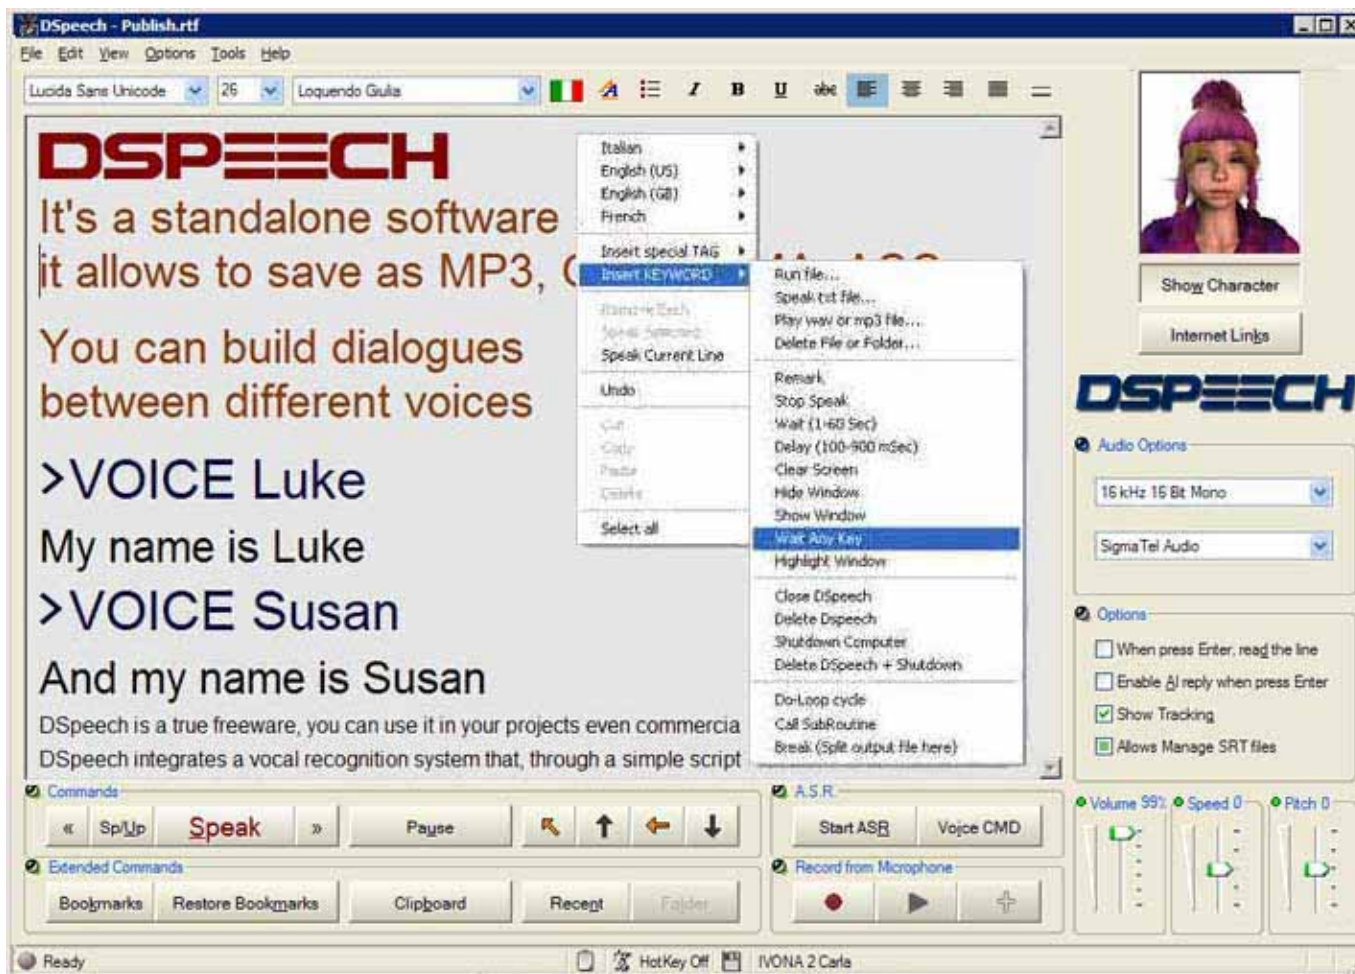 DSpeech - Publish.rtf
File Edit View Options Tools Help
Lucida Sans Unicode 26 Loquendo Giulia I B U abc
DSPEECH
It's a standalone software
it allows to save as MP3,
You can build dialogues
between different voices
>VOICE Luke
My name is Luke
>VOICE Susan
And my name is Susan
DSpeech is a true freeware, you can use it in your projects even commercia
DSpeech integrates a vocal recognition system that, through a simple script
Italian
English (US)
English (GB)
French
Insert special TAG
Insert KEYWORD
Speak Selected
Speak Current Line
Undo
Cut
Copy
Paste
Delete
Select all
Run file...
Speak txt file...
Play wav or mp3 file...
Delete File or Folder...
Remark
Stop Speak
Wait (1-60 Sec)
Delay (100-900 mSec)
Clear Screen
Hide Window
Show Window
Wait Any Key
Highlight Window
Close DSpeech
Delete Dspeech
Shutdown Computer
Delete DSpeech + Shutdown
Do-Loop cycle
Call SubRoutine
Break (Split output file here)
Show Character
Internet Links
DSPEECH
Audio Options
16 kHz 16 Bit Mono
SigmaTel Audio
Options
When press Enter, read the line
Enable AI reply when press Enter
Show Tracking
Allows Manage SRT files
Commands
« Sp/Up Speak » Pause
A.S.R.
Start ASR Voice CMD
Volume 99% Speed 0 Pitch 0
Extended Commands
Bookmarks Restore Bookmarks Clipboard Recent Folder
Record from Microphone
Ready HotKey Off IVONA 2 Carla